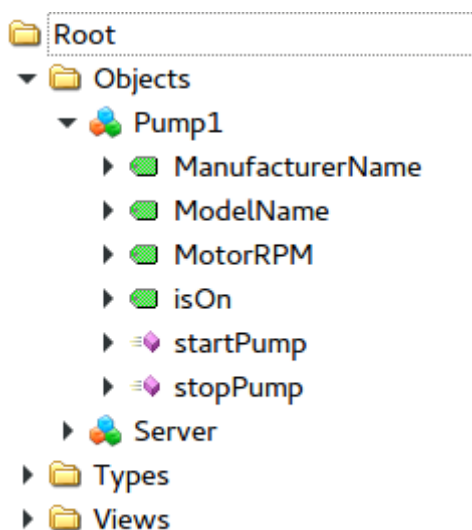 Root
Objects
Pump1
ManufacturerName
ModelName
MotorRPM
isOn
startPump
stopPump
Server
Types
Views